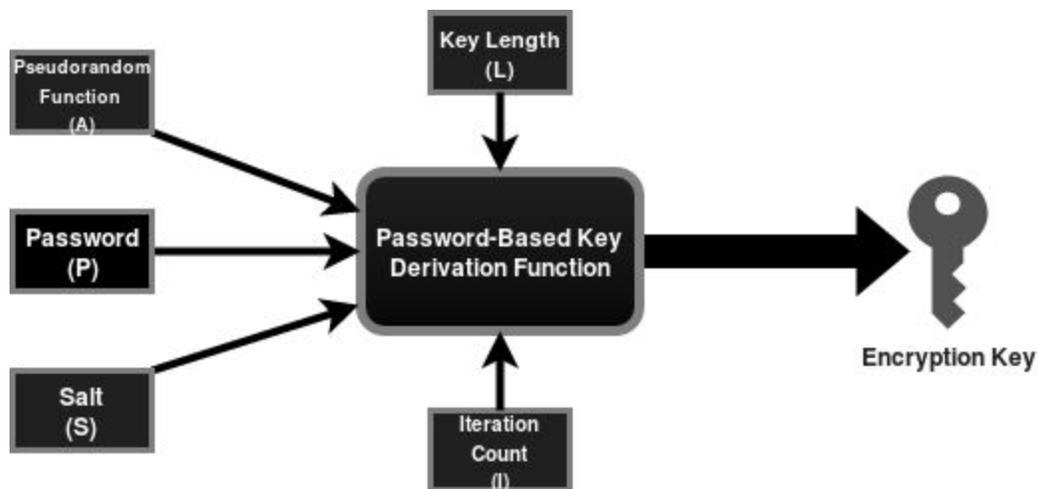 Key Length
(L)
Pseudorandom
Function
(A)
Password
(P)
Password-Based Key
Derivation Function
Salt
(S)
Iteration
Count
(I)
Encryption Key